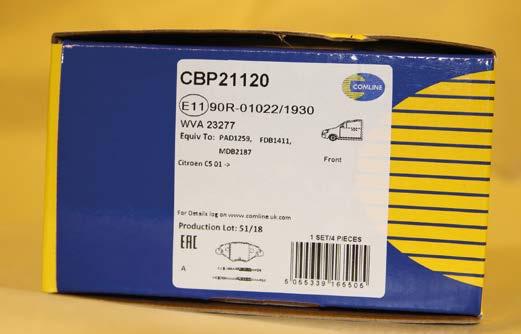 CBP21120
COMLINE
E11 90R-01022/1930
WVA 23277
Equiv To: PAD1259, FDB1411,
MDB2187
Citroen C5 01 ->
Front
For Details log on www.comline.uk.com
Production Lot: 51/18
EAC
1 SET/4 PIECES
A
5 055339 165506